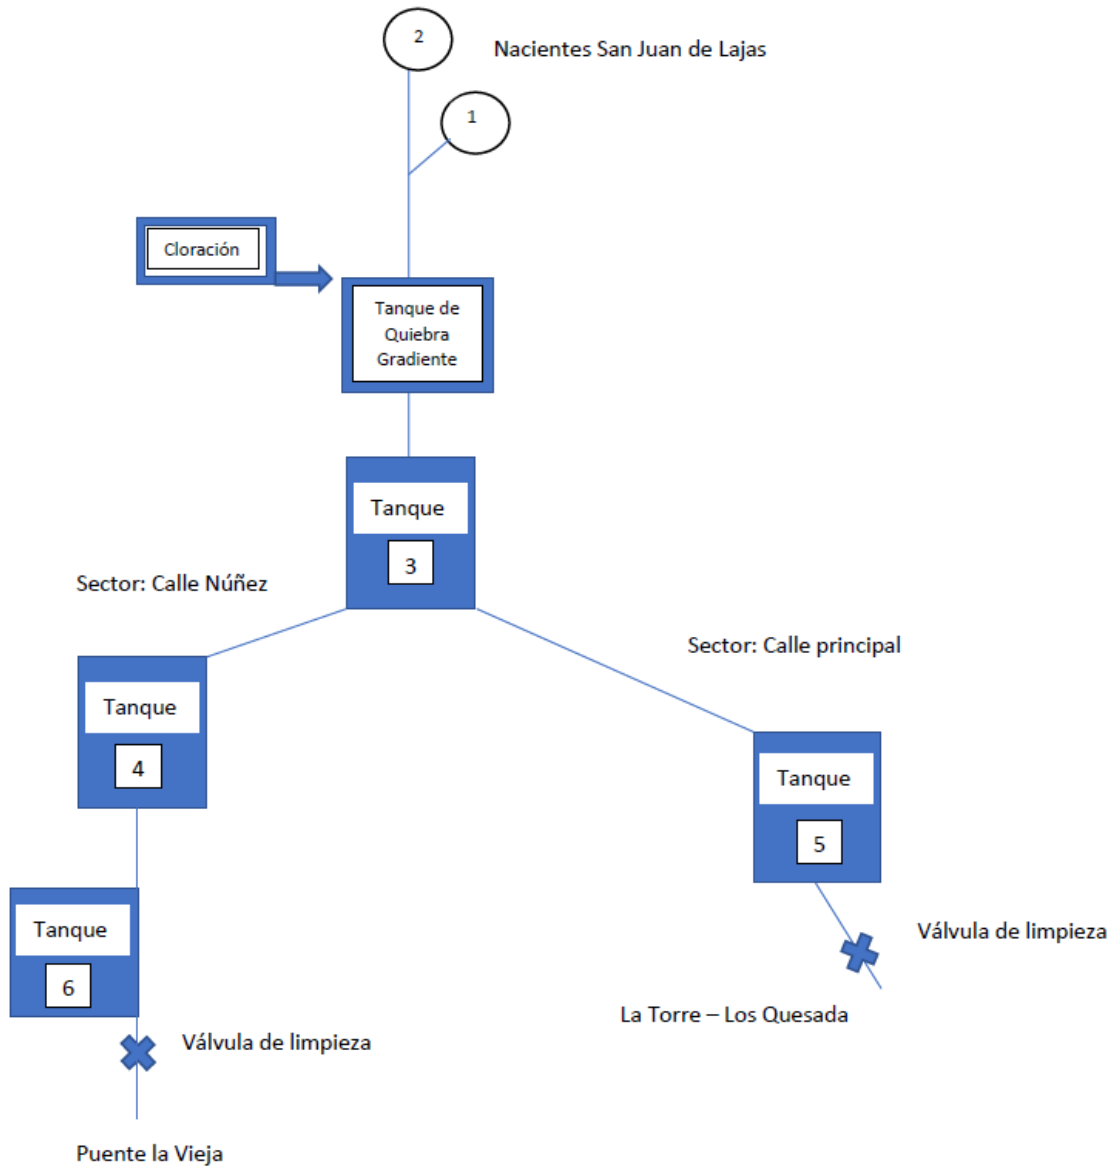 2
Nacientes San Juan de Lajas
1
Cloración
Tanque de
Quiebra
Gradiente
Tanque
3
Sector: Calle Núñez
Sector: Calle principal
Tanque
4
Tanque
5
Tanque
6
Válvula de limpieza
La Torre – Los Quesada
Válvula de limpieza
Puente la Vieja